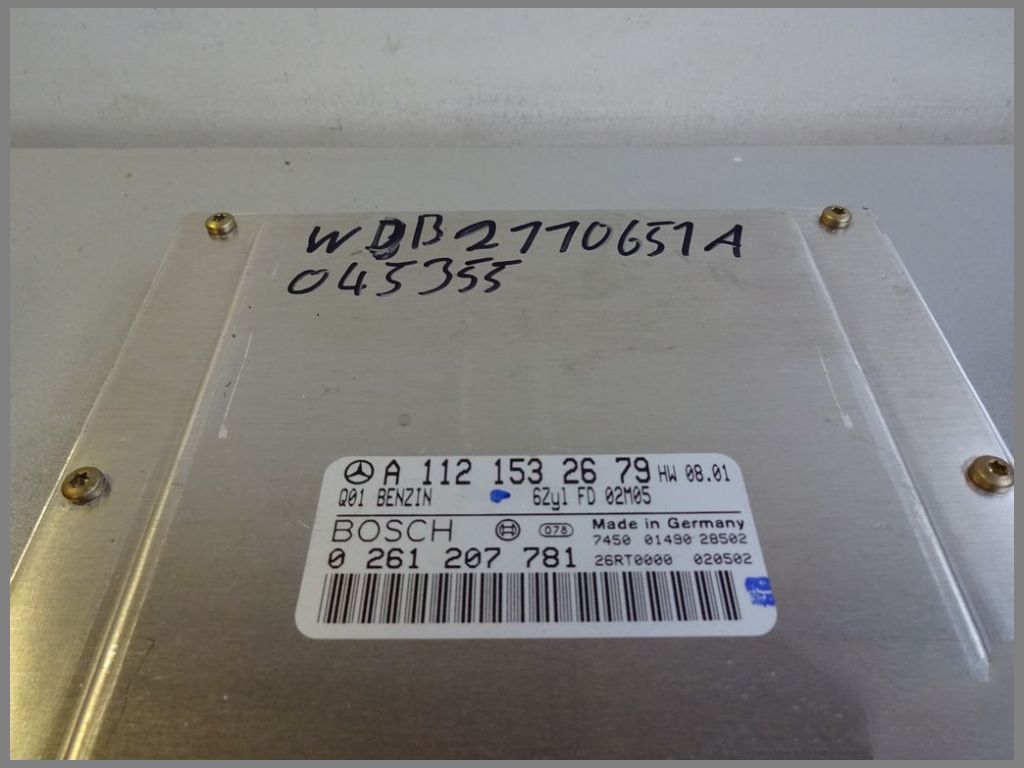 WDB2110651A
045355
A 112 153 26 79 HW 08.01
Q01 BENZIN 6Zyl FD 02M05
BOSCH 078 Made in Germany
7450 01490 28502
0 261 207 781 26RT0000 020502